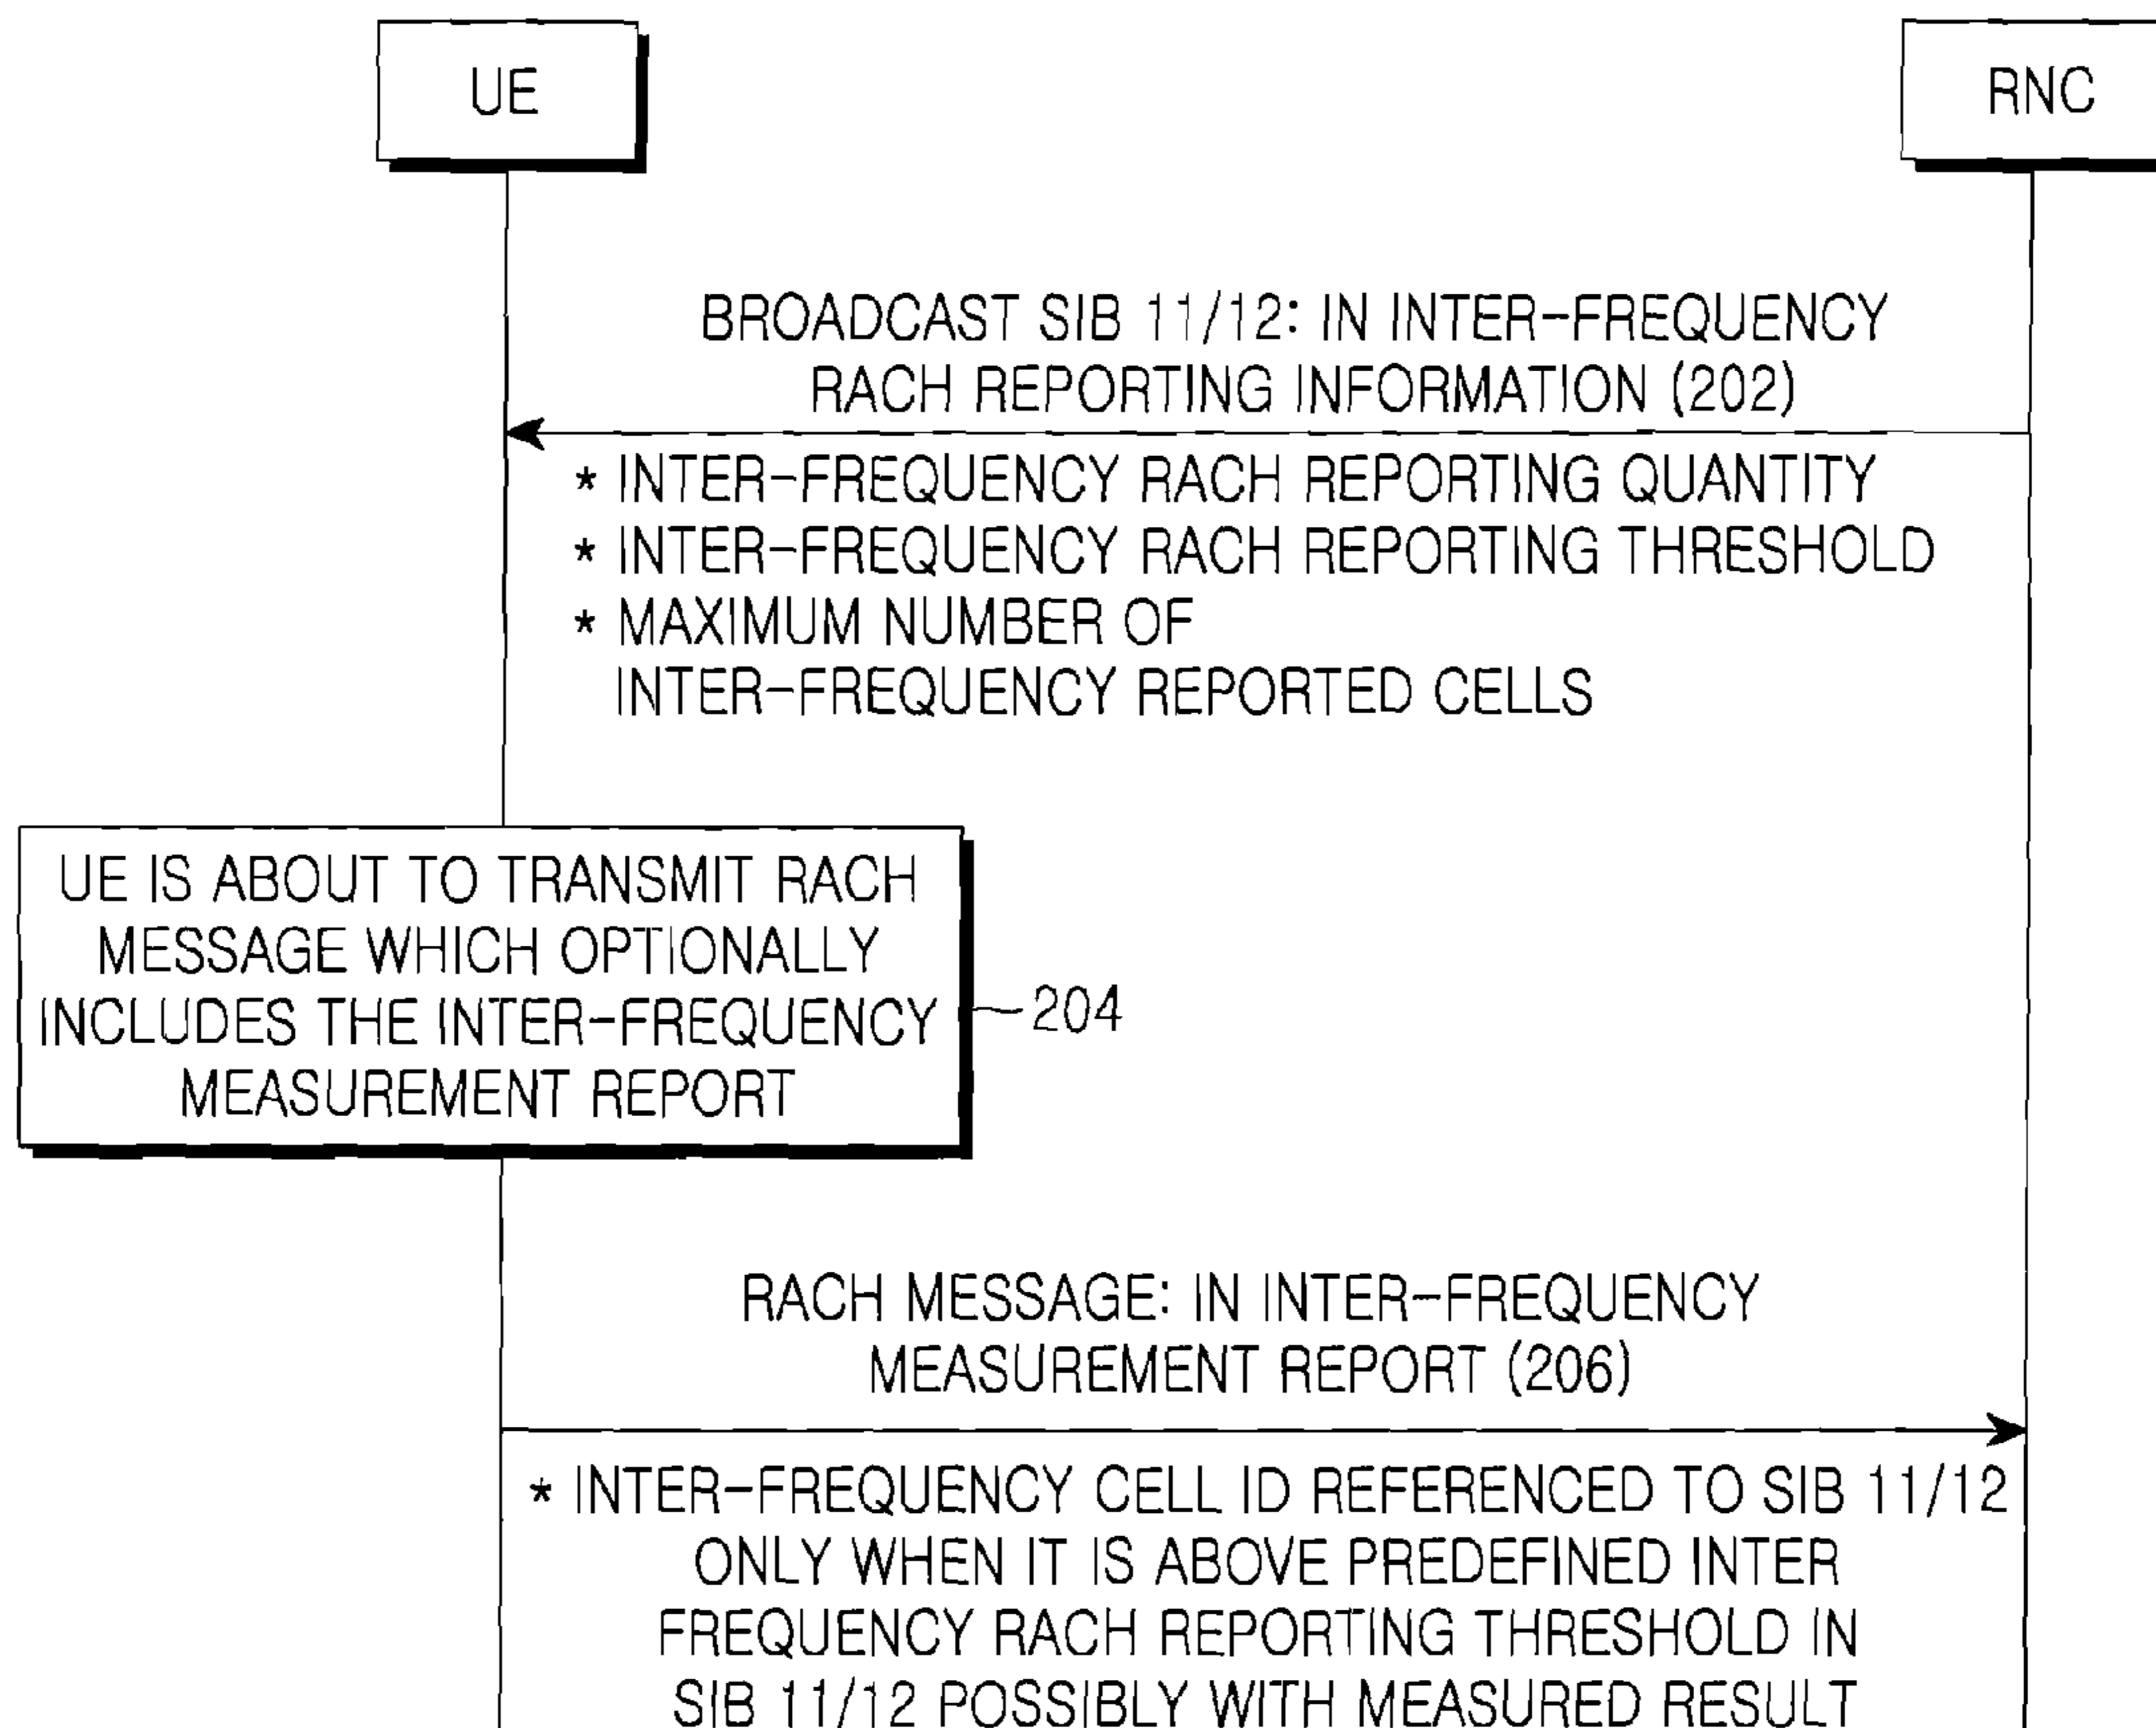 UE
RNC
BROADCAST SIB 11/12: IN INTER-FREQUENCY
RACH REPORTING INFORMATION (202)
* INTER-FREQUENCY RACH REPORTING QUANTITY
* INTER-FREQUENCY RACH REPORTING THRESHOLD
* MAXIMUM NUMBER OF
INTER-FREQUENCY REPORTED CELLS
UE IS ABOUT TO TRANSMIT RACH
MESSAGE WHICH OPTIONALLY
INCLUDES THE INTER-FREQUENCY
MEASUREMENT REPORT
204
RACH MESSAGE: IN INTER-FREQUENCY
MEASUREMENT REPORT (206)
* INTER-FREQUENCY CELL ID REFERENCED TO SIB 11/12
ONLY WHEN IT IS ABOVE PREDEFINED INTER
FREQUENCY RACH REPORTING THRESHOLD IN
SIB 11/12 POSSIBLY WITH MEASURED RESULT